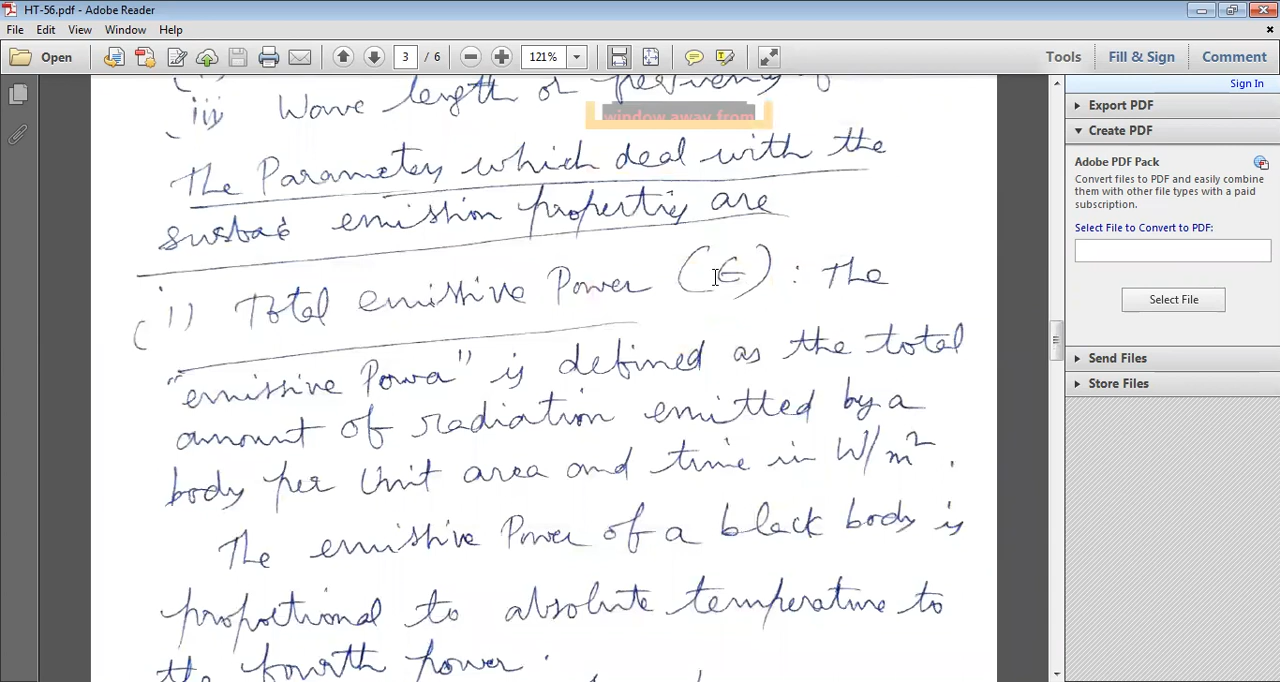 HT-56.pdf - Adobe Reader
File Edit View Window Help
Open 3 / 6 121% Tools Fill & Sign Comment
Sign In
Export PDF
Create PDF
Adobe PDF Pack
Convert files to PDF and easily combine
them with other file types with a paid
subscription.
Select File to Convert to PDF:
Select File
Send Files
Store Files
iii) Wave length or frequency of
window away from
The Parameters which deal with the
emission properties are
(i) Total emissive Power (E) : The
"emissive Power" is defined as the total
amount of radiation emitted by a
body per Unit area and time in W/m².
The emissive Power of a black body is
proportional to absolute temperature to
the fourth power.